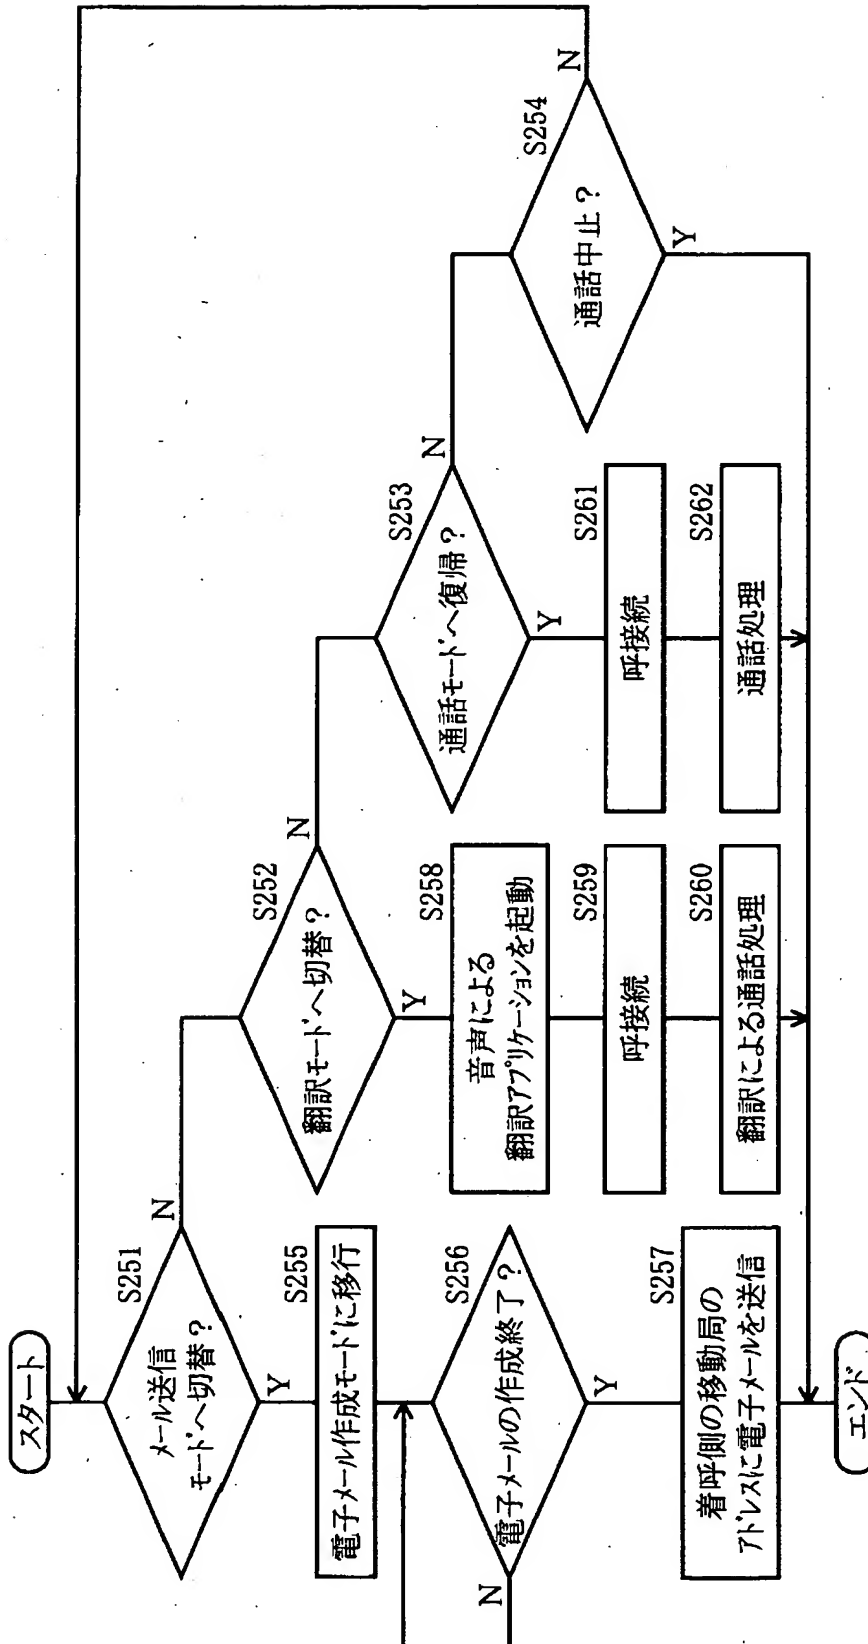 スタート
S251
メール送信
モードへ切替?
N
Y
S255
電子メール作成モードに移行
S256
電子メールの作成終了?
N
Y
S257
着呼側の移動局の
アドレスに電子メールを送信
エンド
S252
翻訳モードへ切替?
N
Y
S258
音声による
翻訳アプリケーションを起動
S259
呼接続
S260
翻訳による通話処理
S253
通話モードへ復帰?
N
Y
S261
呼接続
S262
通話処理
S254
通話中止?
N
Y